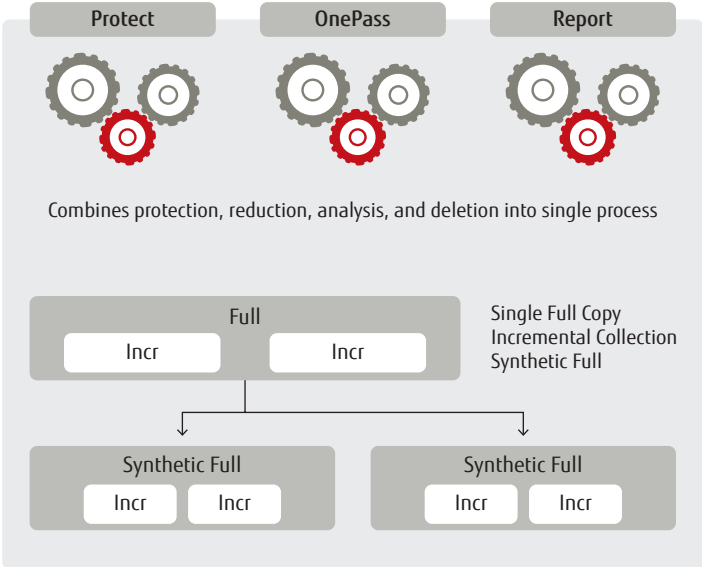 Protect
OnePass
Report
Combines protection, reduction, analysis, and deletion into single process
Full
Incr
Incr
Single Full Copy
Incremental Collection
Synthetic Full
Synthetic Full
Incr
Incr
Synthetic Full
Incr
Incr